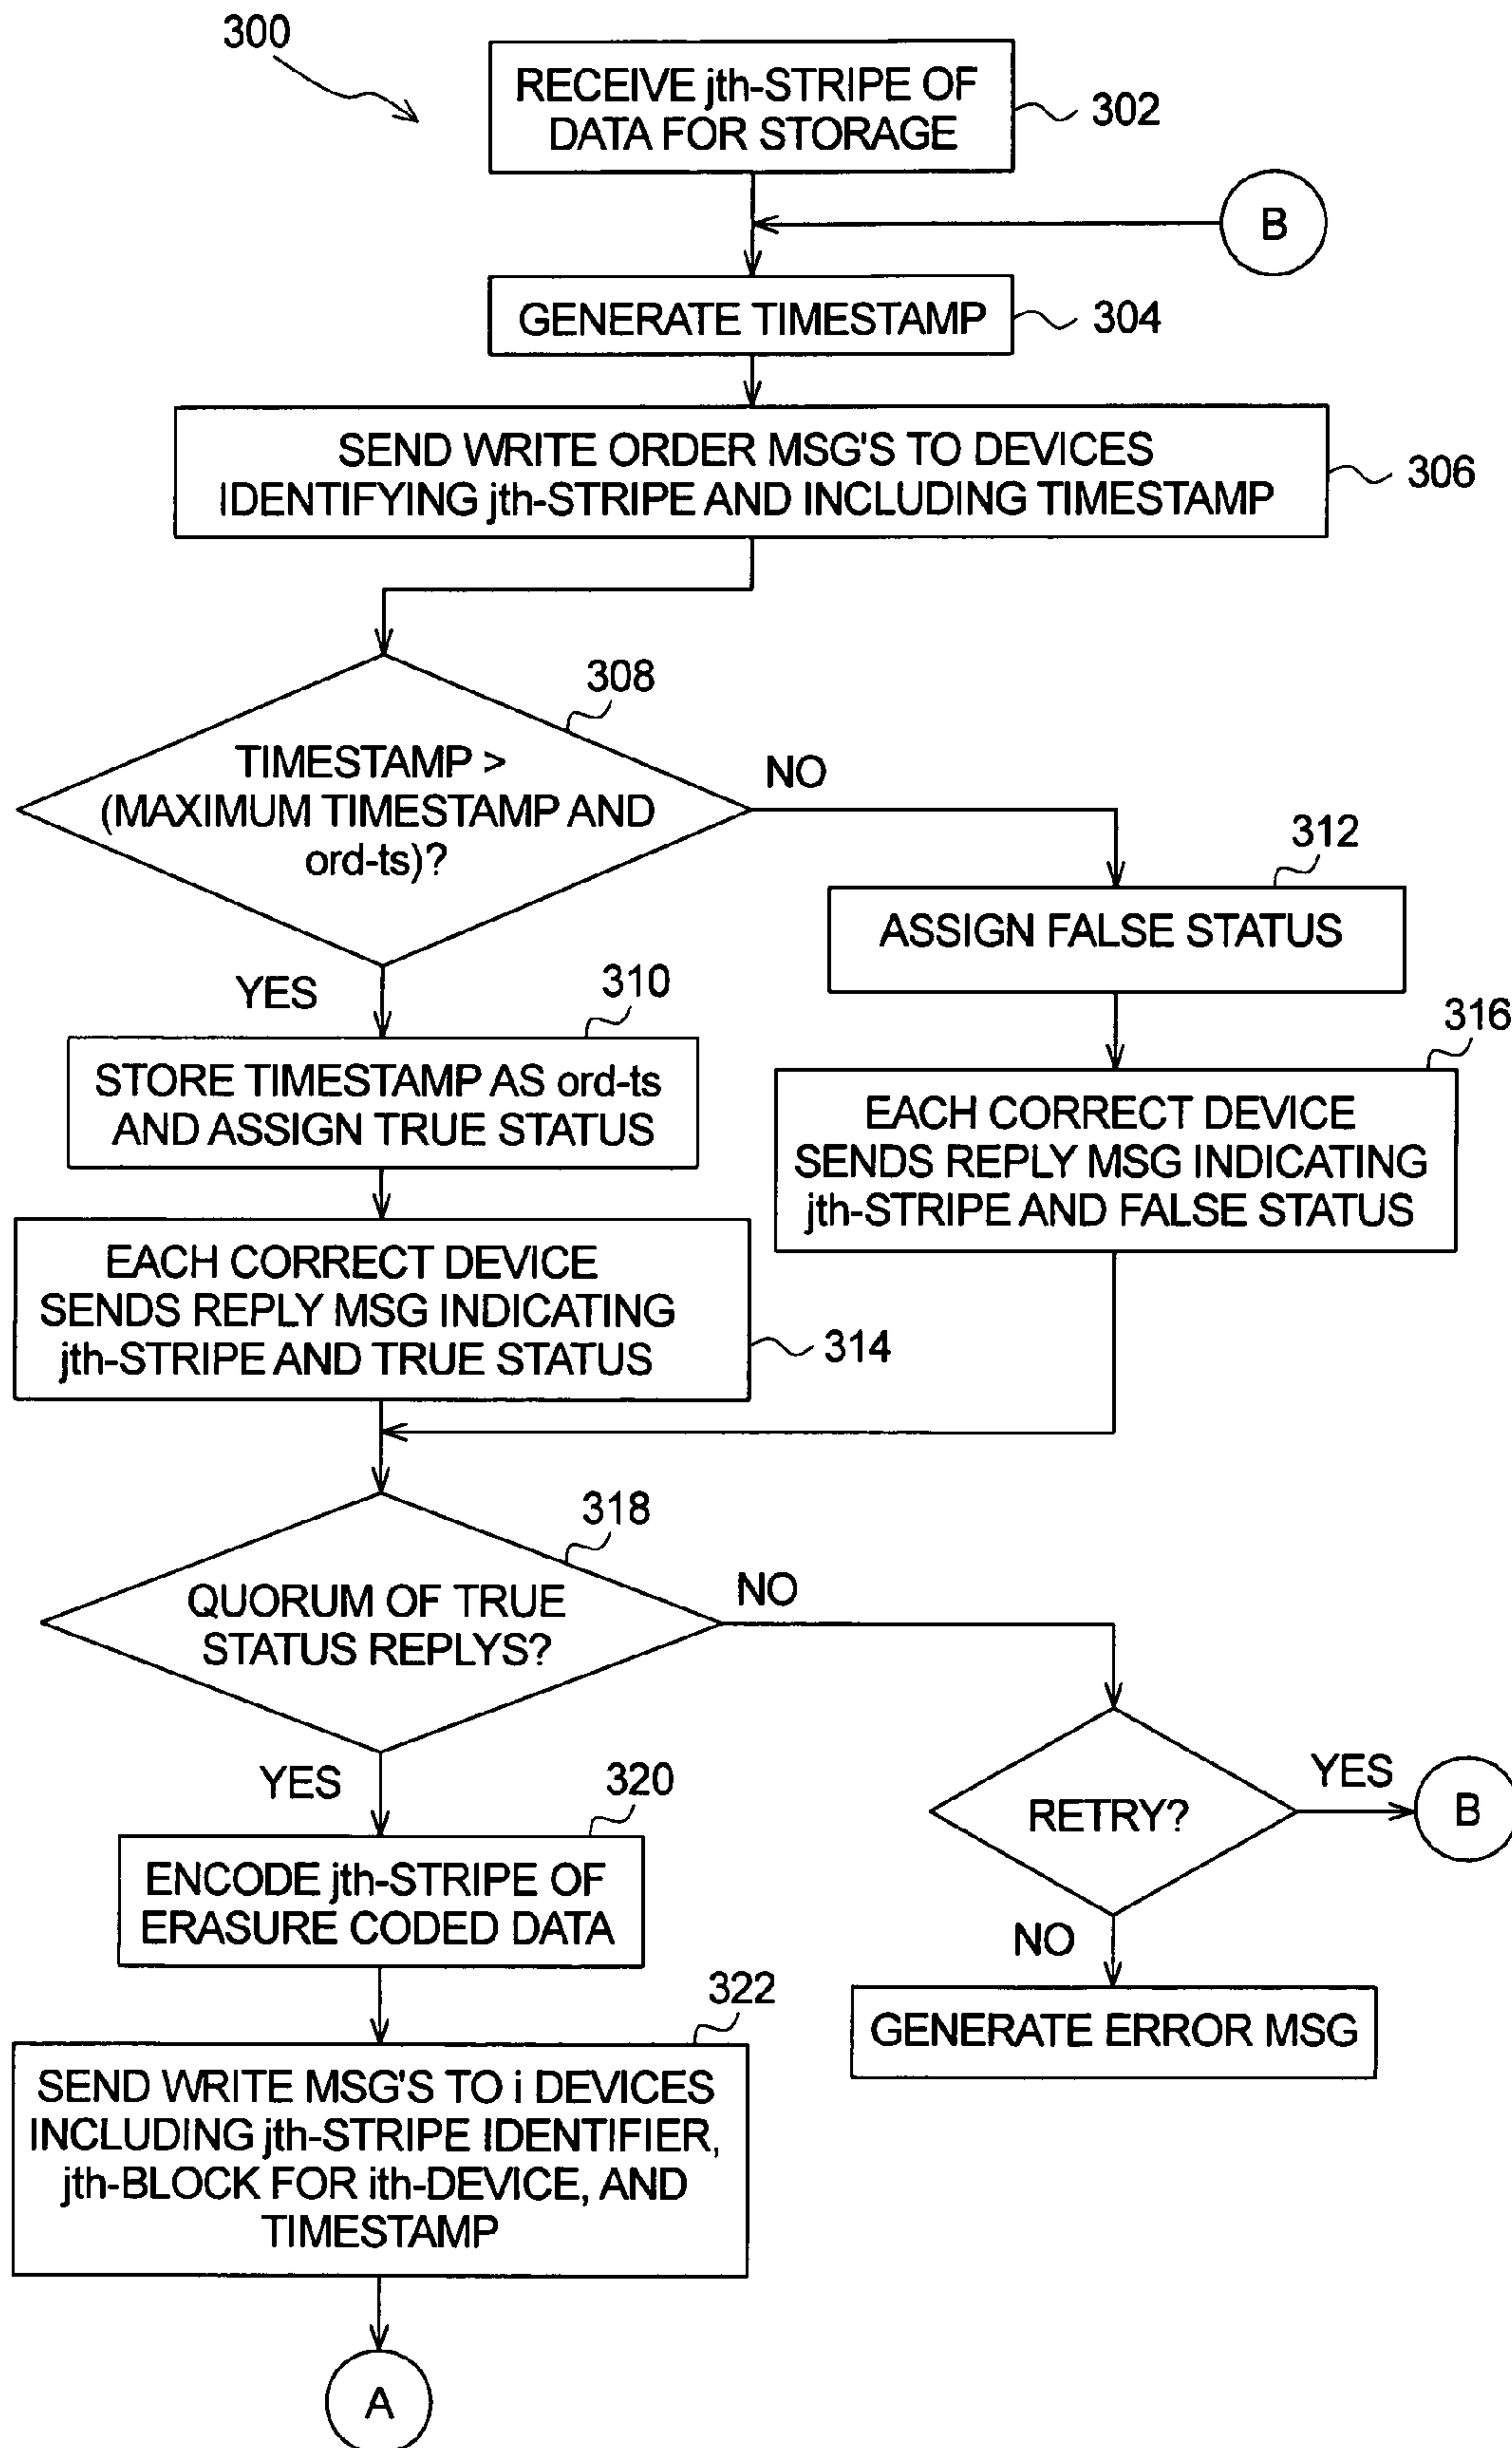 300
RECEIVE jth-STRIPE OF
DATA FOR STORAGE
302
B
GENERATE TIMESTAMP
304
SEND WRITE ORDER MSG'S TO DEVICES
IDENTIFYING jth-STRIPE AND INCLUDING TIMESTAMP
306
308
TIMESTAMP >
(MAXIMUM TIMESTAMP AND
ord-ts)?
NO
312
ASSIGN FALSE STATUS
YES
310
STORE TIMESTAMP AS ord-ts
AND ASSIGN TRUE STATUS
316
EACH CORRECT DEVICE
SENDS REPLY MSG INDICATING
jth-STRIPE AND FALSE STATUS
EACH CORRECT DEVICE
SENDS REPLY MSG INDICATING
jth-STRIPE AND TRUE STATUS
314
318
QUORUM OF TRUE
STATUS REPLYS?
NO
YES
RETRY?
YES
B
320
ENCODE jth-STRIPE OF
ERASURE CODED DATA
NO
GENERATE ERROR MSG
322
SEND WRITE MSG'S TO i DEVICES
INCLUDING jth-STRIPE IDENTIFIER,
jth-BLOCK FOR ith-DEVICE, AND
TIMESTAMP
A